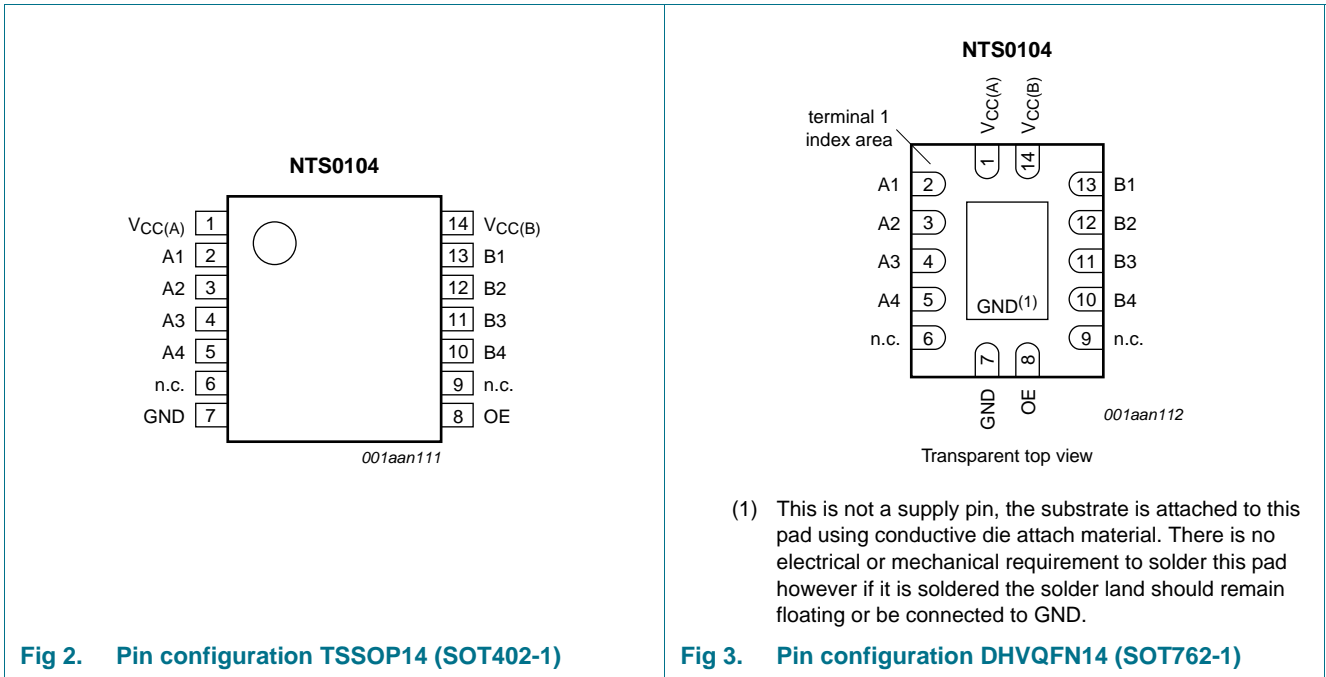 NTS0104
VCC(A) 1
A1 2
A2 3
A3 4
A4 5
n.c. 6
GND 7
14 VCC(B)
13 B1
12 B2
11 B3
10 B4
9 n.c.
8 OE
001aan111
Fig 2. Pin configuration TSSOP14 (SOT402-1)
NTS0104
terminal 1
index area
VCC(A)
VCC(B)
1
14
A1 2
A2 3
A3 4
A4 5
n.c. 6
13 B1
12 B2
11 B3
10 B4
9 n.c.
GND(1)
7
8
GND
OE
001aan112
Transparent top view
(1) This is not a supply pin, the substrate is attached to this
pad using conductive die attach material. There is no
electrical or mechanical requirement to solder this pad
however if it is soldered the solder land should remain
floating or be connected to GND.
Fig 3. Pin configuration DHVQFN14 (SOT762-1)